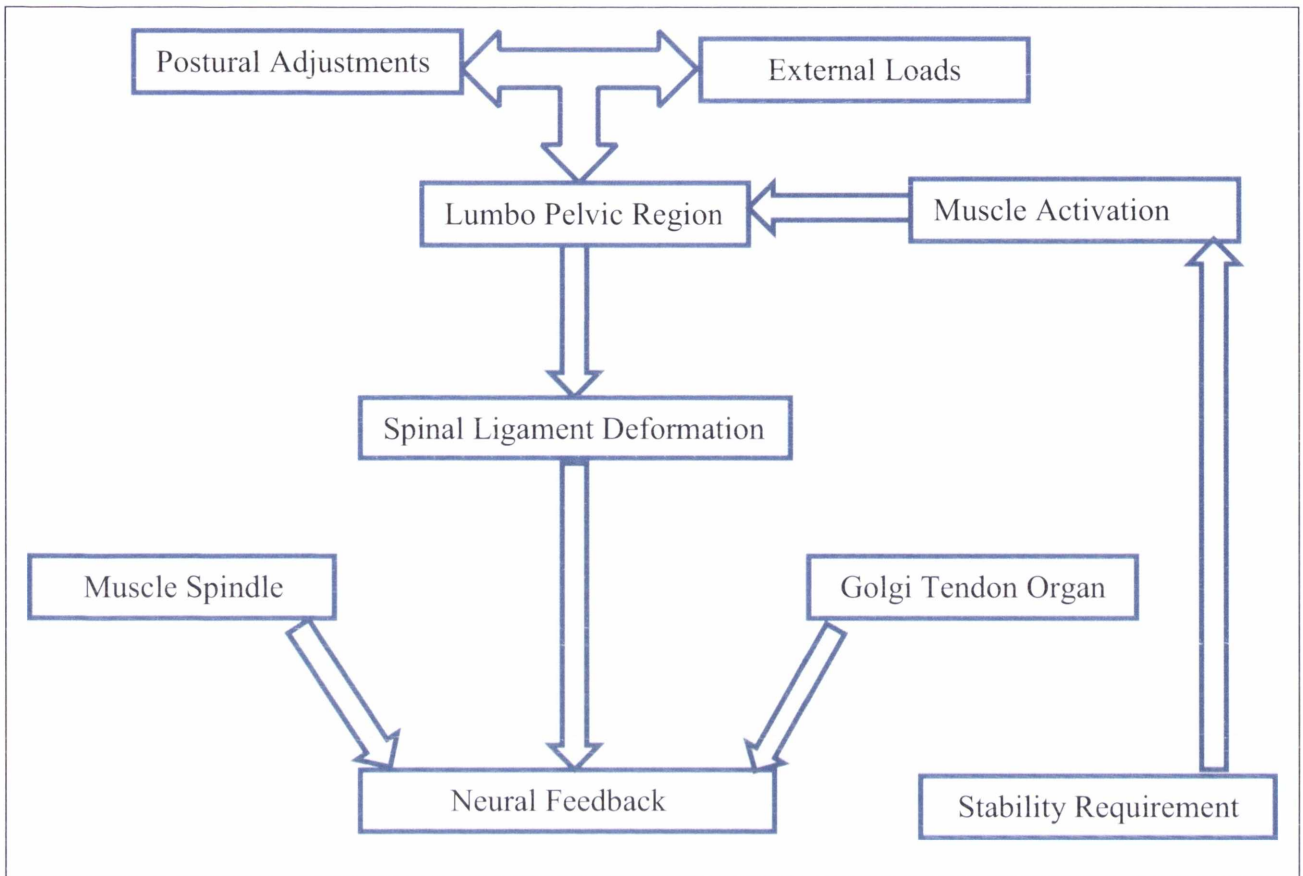 Postural Adjustments
External Loads
Lumbo Pelvic Region
Muscle Activation
Spinal Ligament Deformation
Muscle Spindle
Golgi Tendon Organ
Neural Feedback
Stability Requirement